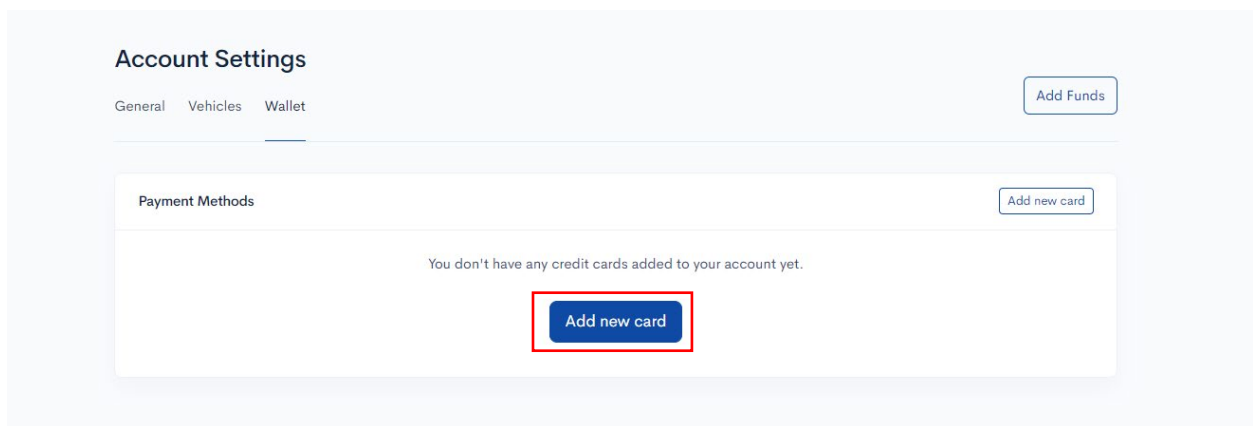 Account Settings
General Vehicles Wallet
Add Funds
Payment Methods
Add new card
You don't have any credit cards added to your account yet.
Add new card